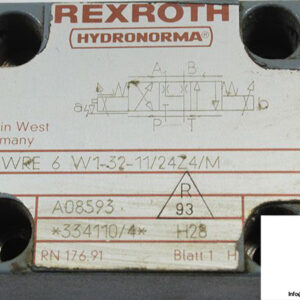 REXROTH
HYDRONORMA®
A B
a b
P T
in West
many
WRE 6 W1-32-11/24Z4/M
A08593
R
93
*334110/4* H28
RN 176.91 Blatt 1 H